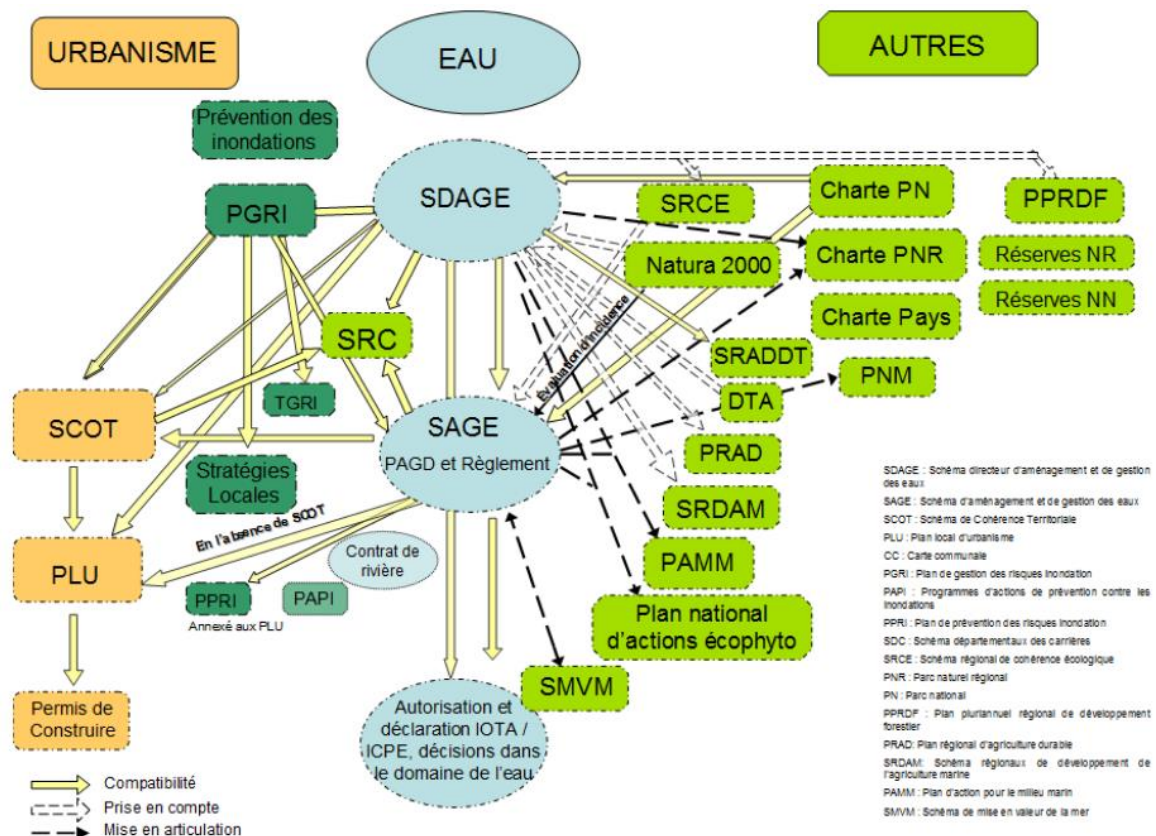 URBANISME
EAU
AUTRES
Prévention des
inondations
SDAGE
PGRI
SRCE
Charte PN
PPRDF
Natura 2000
Charte PNR
Réserves NR
Réserves NN
Charte Pays
SRC
Évaluation d'incidence
SRADDT
PNM
TGRI
DTA
SCOT
SAGE
PAGD et Règlement
PRAD
Stratégies
Locales
SRDAM
En l'absence de SCOT
Contrat de
rivière
PAMM
PLU
PPRI
PAPI
Annexé aux PLU
Plan national
d'actions écophyto
SMVM
Permis de
Construire
Autorisation et
déclaration IOTA /
ICPE, décisions dans
le domaine de l'eau
Compatibilité
Prise en compte
Mise en articulation
SDAGE : Schéma directeur d'aménagement et de gestion
des eaux
SAGE : Schéma d'aménagement et de gestion des eaux
SCOT : Schéma de Cohérence Territoriale
PLU : Plan local d'urbanisme
CC : Carte communale
PGRI : Plan de gestion des risques inondation
PAPI : Programmes d'actions de prévention contre les
inondations
PPRI : Plan de prévention des risques inondation
SDC : Schéma départementaux des carrières
SRCE : Schéma régional de cohérence écologique
PNR : Parc naturel régional
PN : Parc national
PPRDF : Plan pluriannuel régional de développement
forestier
PRAD: Plan régional d'agriculture durable
SRDAM: Schéma régionaux de développement de
l'agriculture marine
PAMM : Plan d'action pour le milieu marin
SMVM : Schéma de mise en valeur de la mer